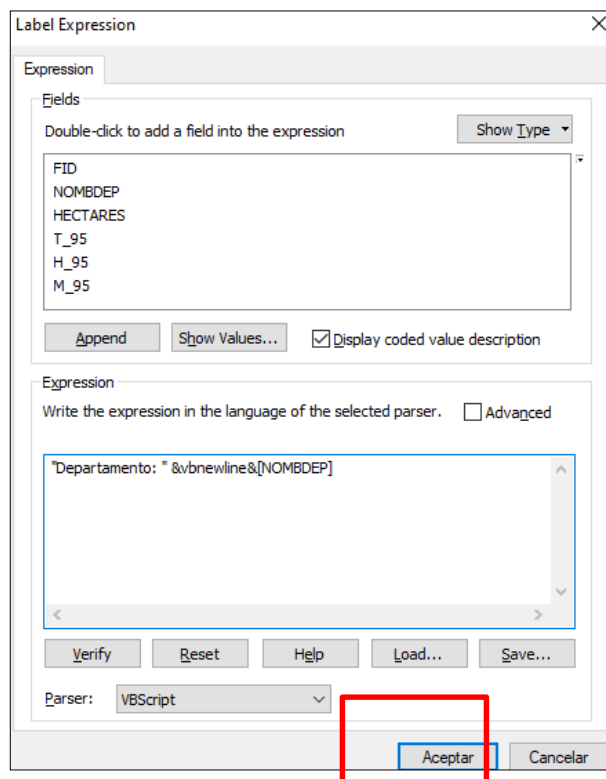 Label Expression
Expression
Fields
Double-click to add a field into the expression
Show Type
FID
NOMBDEP
HECTARES
T_95
H_95
M_95
Append
Show Values...
Display coded value description
Expression
Write the expression in the language of the selected parser.
Advanced
"Departamento: " &vbnewline&[NOMBDEP]
Verify
Reset
Help
Load...
Save...
Parser:
VBScript
Aceptar
Cancelar